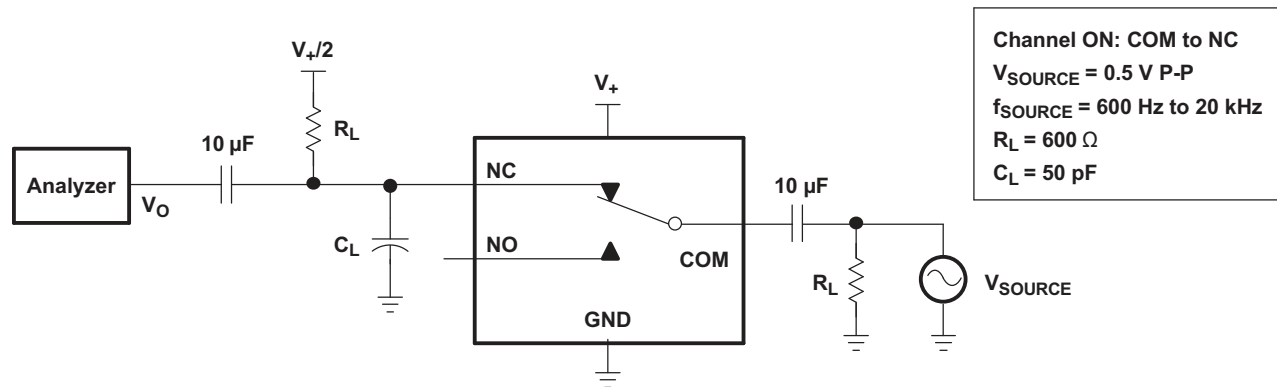 V+/2
V+
Channel ON: COM to NC
VSOURCE = 0.5 V P-P
fSOURCE = 600 Hz to 20 kHz
RL = 600 Ω
CL = 50 pF
RL
10 µF
Analyzer
VO
NC
10 µF
CL
NO
COM
RL
VSOURCE
GND